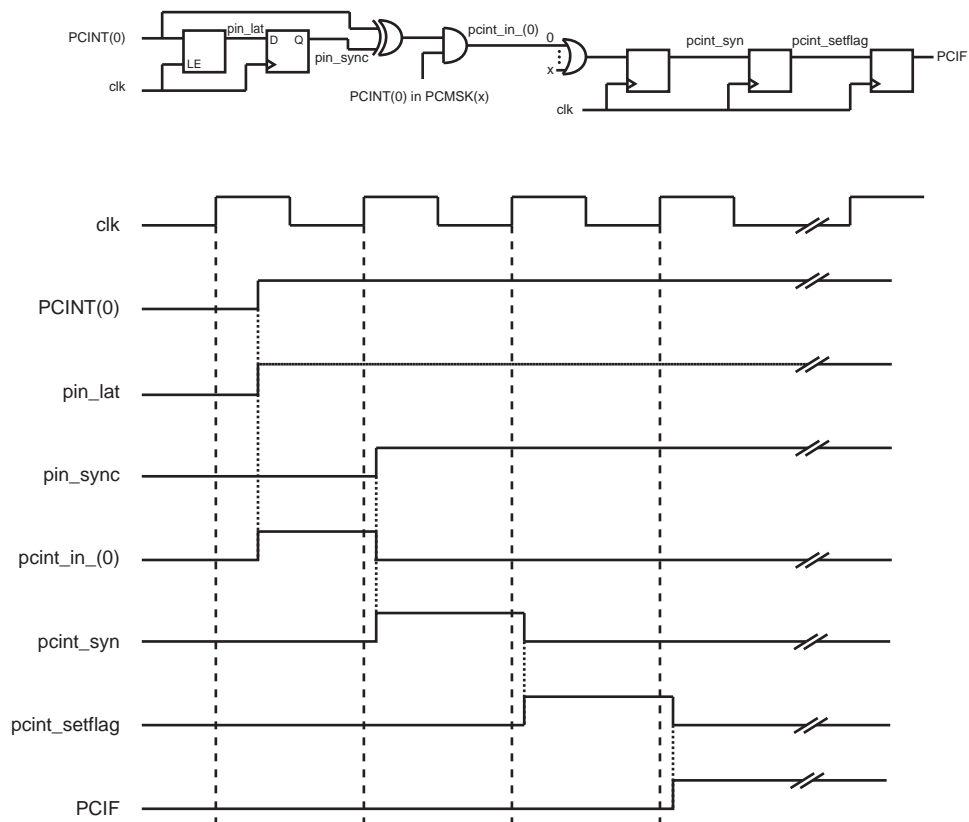 PCINT(0)
pin_lat
D Q
LE
pin_sync
clk
pcint_in_(0)
0
x
PCINT(0) in PCMSK(x)
clk
pcint_syn
pcint_setflag
PCIF
clk
PCINT(0)
pin_lat
pin_sync
pcint_in_(0)
pcint_syn
pcint_setflag
PCIF